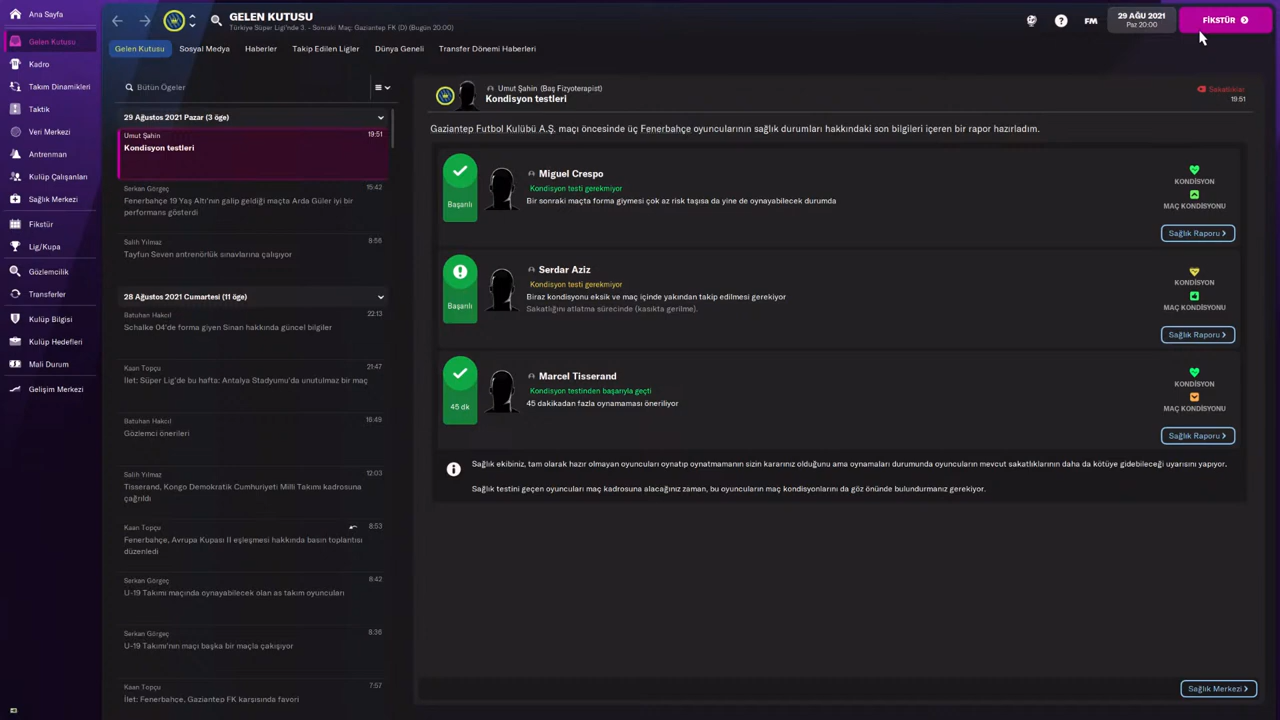 Ana Sayfa
Gelen Kutusu
Kadro
Takım Dinamikleri
Taktik
Veri Merkezi
Antrenman
Kulüp Çalışanları
Sağlık Merkezi
Fikstür
Lig/Kupa
Gözlemcilik
Transferler
Kulüp Bilgisi
Kulüp Hedefleri
Mali Durum
Gelişim Merkezi
GELEN KUTUSU
Türkiye Süper Ligi'nde 3. - Sonraki Maç: Gaziantep FK (D) (Bugün 20:00)
FM
29 AĞU 2021
Paz 20:00
FİKSTÜR
Gelen Kutusu
Sosyal Medya
Haberler
Takip Edilen Ligler
Dünya Geneli
Transfer Dönemi Haberleri
Bütün Ögeler
29 Ağustos 2021 Pazar (3 öge)
Umut Şahin 19:51
Kondisyon testleri
Serkan Görgeç 15:42
Fenerbahçe 19 Yaş Altı'nın galip geldiği maçta Arda Güler iyi bir
performans gösterdi
Salih Yılmaz 8:56
Tayfun Seven antrenörlük sınavlarına çalışıyor
28 Ağustos 2021 Cumartesi (11 öge)
Batuhan Hakcıl 22:13
Schalke 04'de forma giyen Sinan hakkında güncel bilgiler
Kaan Topçu 21:47
İlet: Süper Lig'de bu hafta: Antalya Stadyumu'da unutulmaz bir maç
Batuhan Hakcıl 16:49
Gözlemci önerileri
Salih Yılmaz 12:03
Tisserand, Kongo Demokratik Cumhuriyeti Milli Takımı kadrosuna
çağrıldı
Kaan Topçu 8:53
Fenerbahçe, Avrupa Kupası II eşleşmesi hakkında basın toplantısı
düzenledi
Serkan Görgeç 8:42
U-19 Takımı maçında oynayabilecek olan as takım oyuncuları
Serkan Görgeç 8:36
U-19 Takımı'nın maçı başka bir maçla çakışıyor
Kaan Topçu 7:57
İlet: Fenerbahçe, Gaziantep FK karşısında favori
Umut Şahin (Baş Fizyoterapist)
Kondisyon testleri
Sakatlıklar
19:51
Gaziantep Futbol Kulübü A.Ş. maçı öncesinde üç Fenerbahçe oyuncularının sağlık durumları hakkındaki son bilgileri içeren bir rapor hazırladım.
Başarılı
Miguel Crespo
Kondisyon testi gerekmiyor
Bir sonraki maçta forma giymesi çok az risk taşısa da yine de oynayabilecek durumda
KONDİSYON
MAÇ KONDİSYONU
Sağlık Raporu
Başarılı
Serdar Aziz
Kondisyon testi gerekmiyor
Biraz kondisyonu eksik ve maç içinde yakından takip edilmesi gerekiyor
Sakatlığını atlatma sürecinde (kasıkta gerilme).
KONDİSYON
MAÇ KONDİSYONU
Sağlık Raporu
45 dk
Marcel Tisserand
Kondisyon testinden başarıyla geçti
45 dakikadan fazla oynamaması öneriliyor
KONDİSYON
MAÇ KONDİSYONU
Sağlık Raporu
Sağlık ekibiniz, tam olarak hazır olmayan oyuncuları oynatıp oynatmanın sizin kararınız olduğunu ama oynamaları durumunda oyuncuların mevcut sakatlıklarının daha da kötüye gidebileceği uyarısını yapıyor.
Sağlık testini geçen oyuncuları maç kadrosuna alacağınız zaman, bu oyuncuların maç kondisyonlarını da göz önünde bulundurmanız gerekiyor.
Sağlık Merkezi